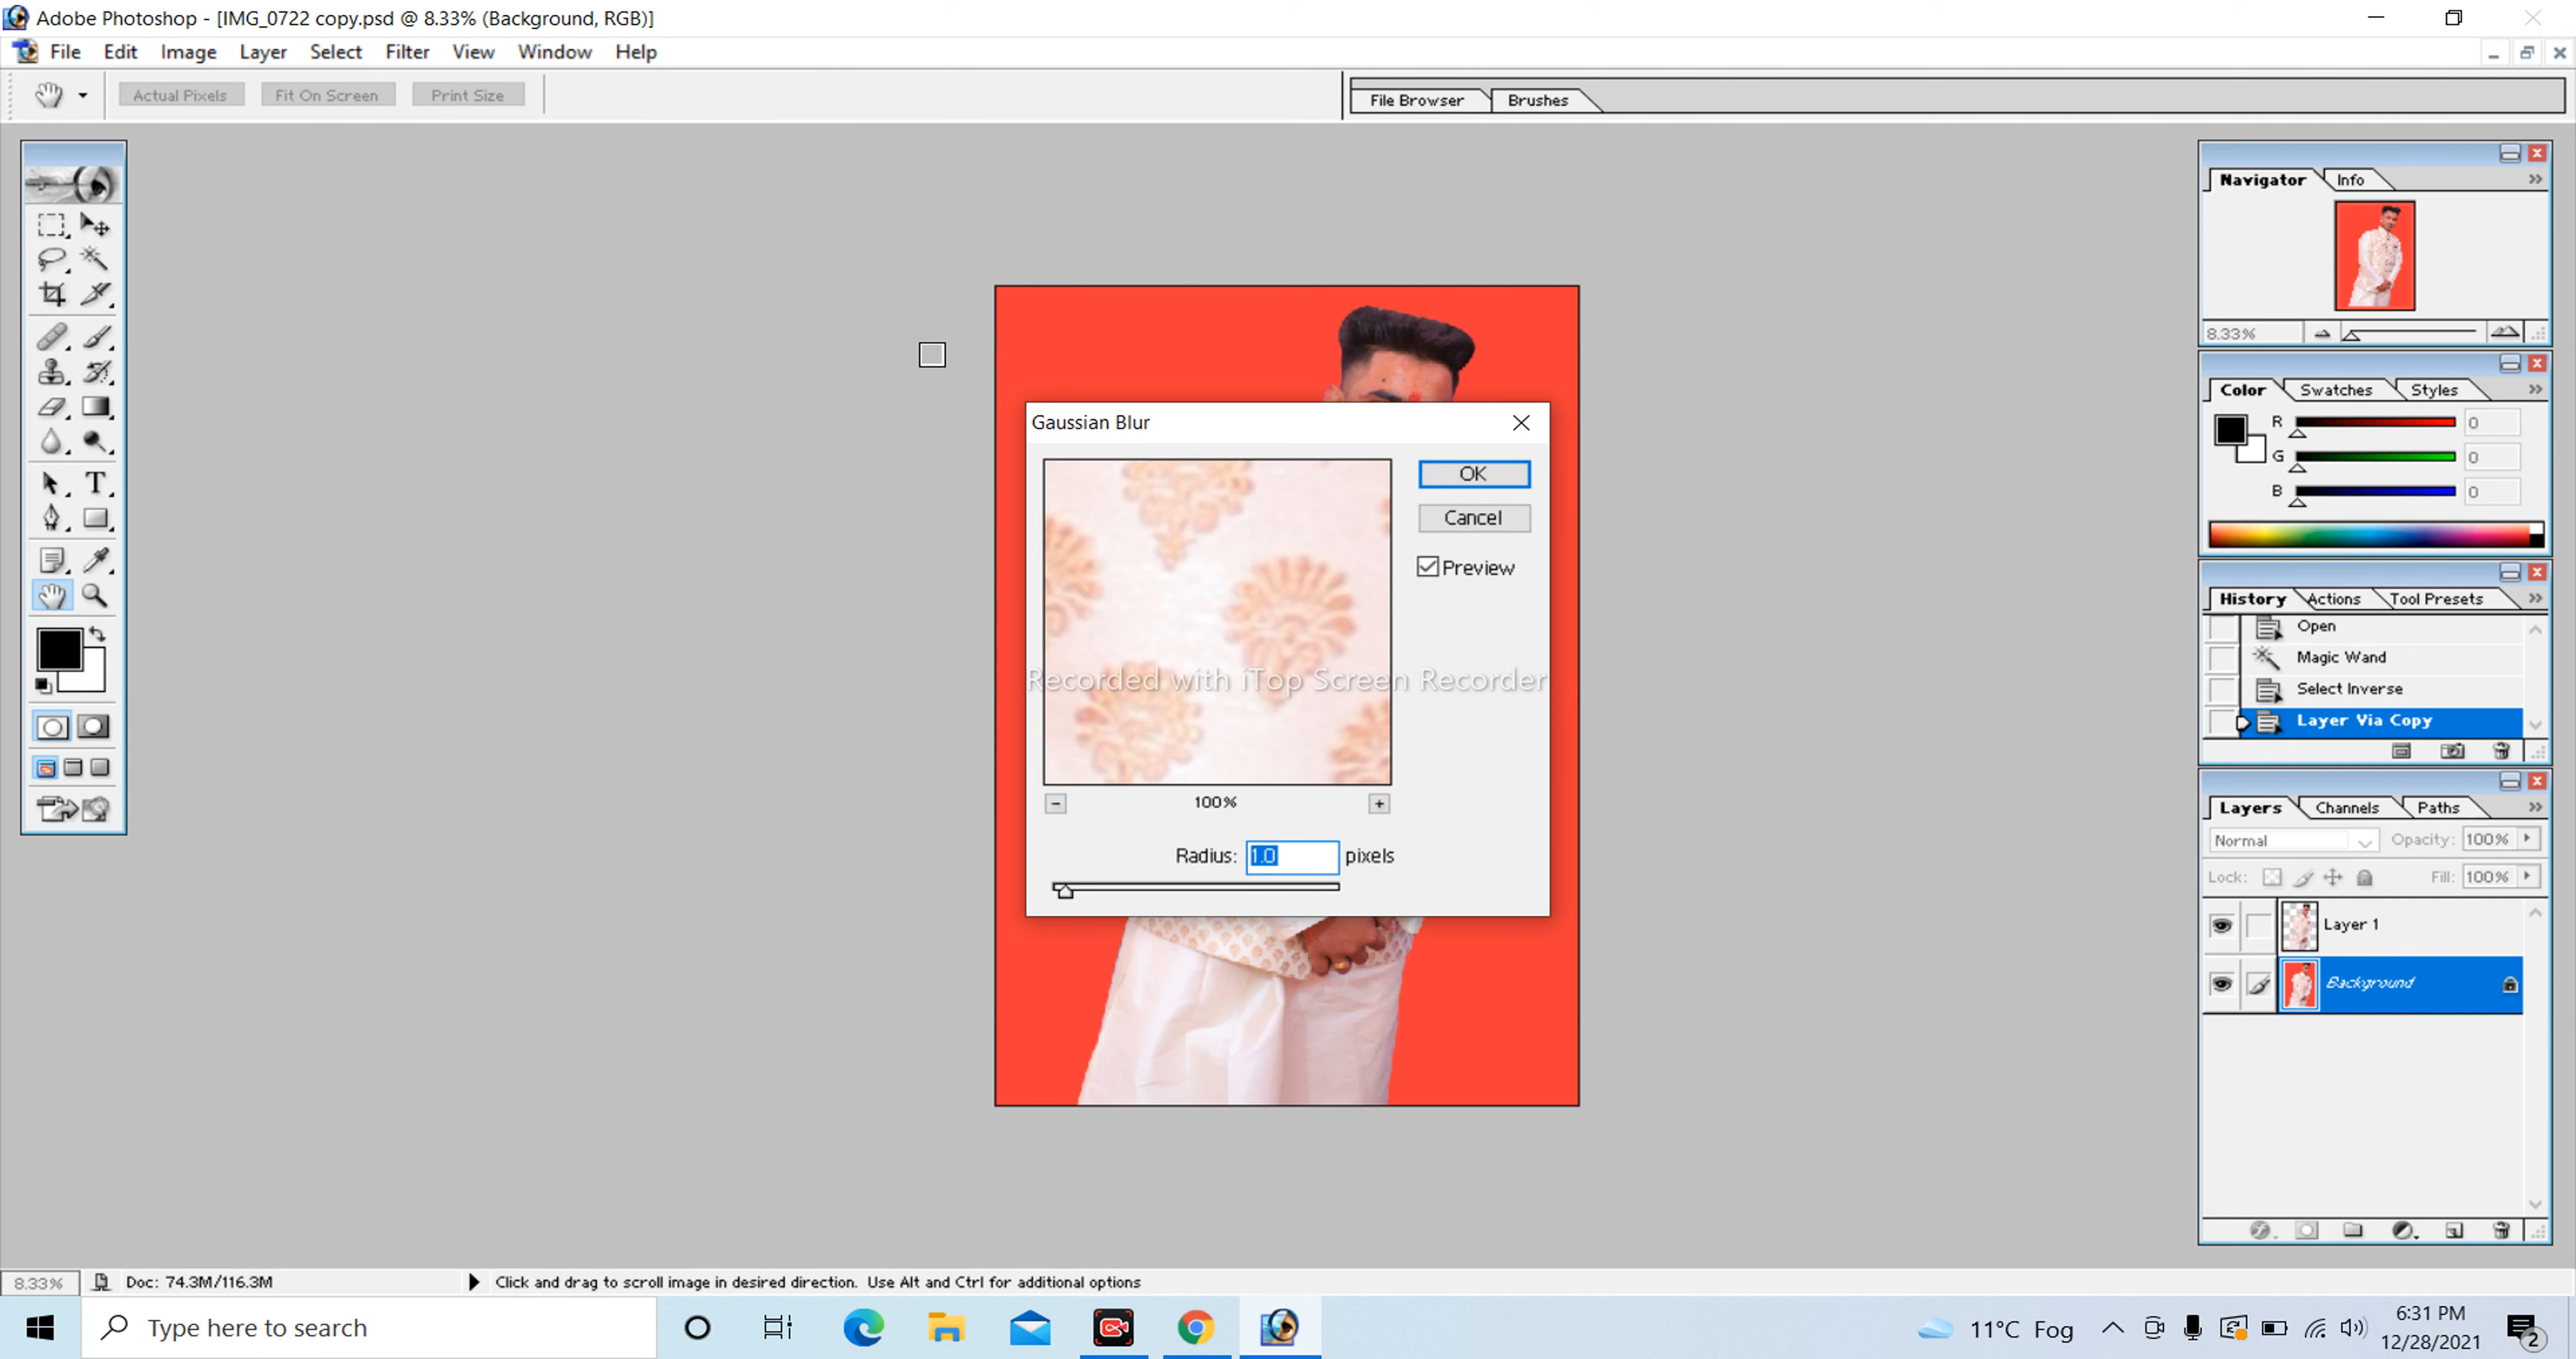 Adobe Photoshop - [IMG_0722 copy.psd @ 8.33% (Background, RGB)]
File Edit Image Layer Select Filter View Window Help
Actual Pixels Fit On Screen Print Size
File Browser Brushes
Navigator Info
8.33%
Color Swatches Styles
R 0
G 0
B 0
History Actions Tool Presets
Open
Magic Wand
Select Inverse
Layer Via Copy
Layers Channels Paths
Normal Opacity: 100%
Lock: Fill: 100%
Layer 1
Background
Gaussian Blur
OK
Cancel
Preview
Recorded with iTop Screen Recorder
100%
Radius: 1.0 pixels
8.33% Doc: 74.3M/116.3M Click and drag to scroll image in desired direction. Use Alt and Ctrl for additional options
Type here to search
11°C Fog
6:31 PM
12/28/2021
2